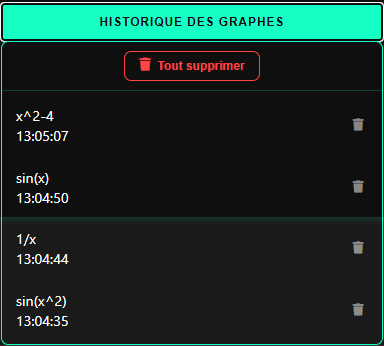 HISTORIQUE DES GRAPHES
Tout supprimer
x^2-4
13:05:07
sin(x)
13:04:50
1/x
13:04:44
sin(x^2)
13:04:35